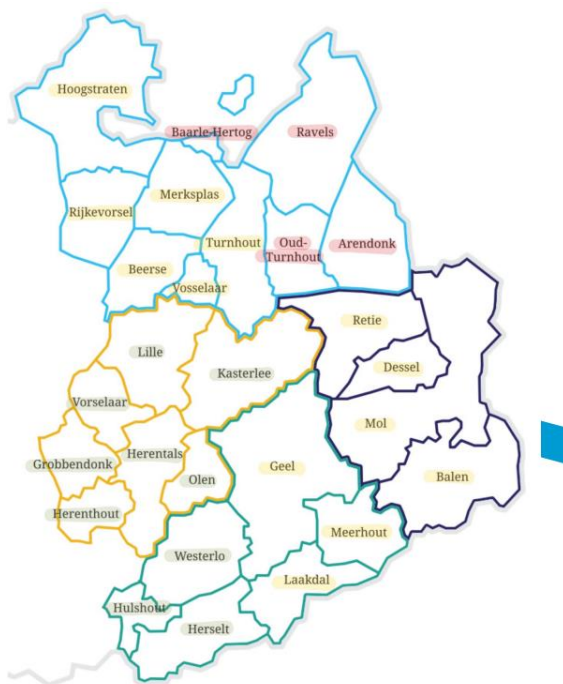 Hoogstraten
Baarle-Hertog
Ravels
Merksplas
Rijkevorsel
Turnhout
Oud-
Turnhout
Arendonk
Beerse
Vosselaar
Retie
Lille
Kasterlee
Dessel
Vorselaar
Mol
Herentals
Grobbendonk
Geel
Olen
Balen
Herenthout
Meerhout
Westerlo
Laakdal
Hulshout
Herselt